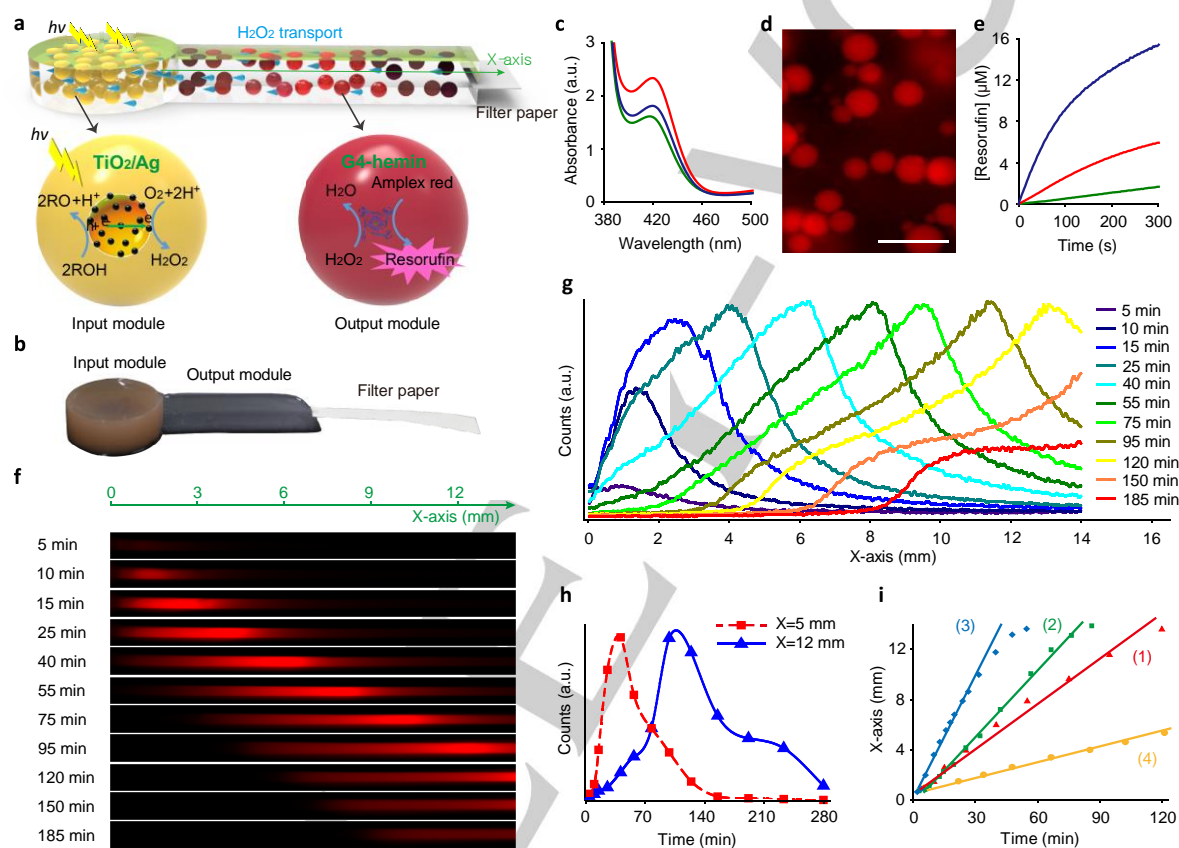 a
hv
H₂O₂ transport
X-axis
Filter paper
hv
TiO₂/Ag
2RO+H⁺
O₂+2H⁺
h+
e
e
2ROH
H₂O₂
Input module
G4-hemin
H₂O
Amplex red
H₂O₂
Resorufin
Output module
b
Input module
Output module
Filter paper
c
Absorbance (a.u.)
3
2
1
0
380 420 460 500
Wavelength (nm)
d
e
[Resorufin] (µM)
16
12
8
4
0
0 100 200 300
Time (s)
f
0 3 6 9 12
X-axis (mm)
5 min
10 min
15 min
25 min
40 min
55 min
75 min
95 min
120 min
150 min
185 min
g
Counts (a.u.)
0 2 4 6 8 10 12 14 16
X-axis (mm)
5 min
10 min
15 min
25 min
40 min
55 min
75 min
95 min
120 min
150 min
185 min
h
X=5 mm
X=12 mm
Counts (a.u.)
0 70 140 210 280
Time (min)
i
X-axis (mm)
12
8
4
0
(3)
(2)
(1)
(4)
0 30 60 90 120
Time (min)